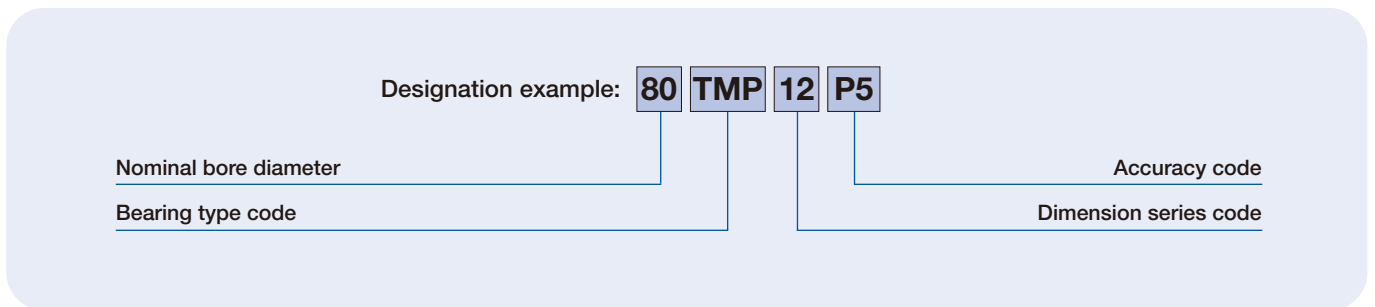 Designation example: 80 TMP 12 P5
Nominal bore diameter
Accuracy code
Bearing type code
Dimension series code